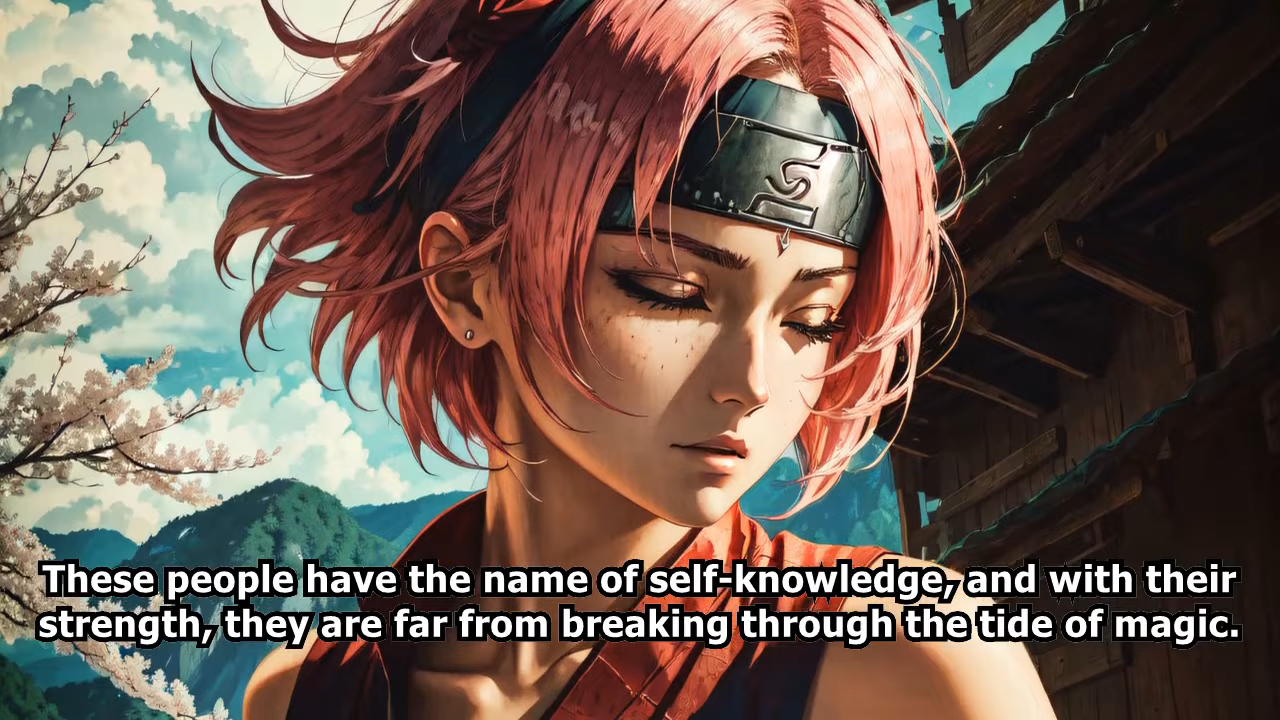 These people have the name of self-knowledge, and with their
strength, they are far from breaking through the tide of magic.